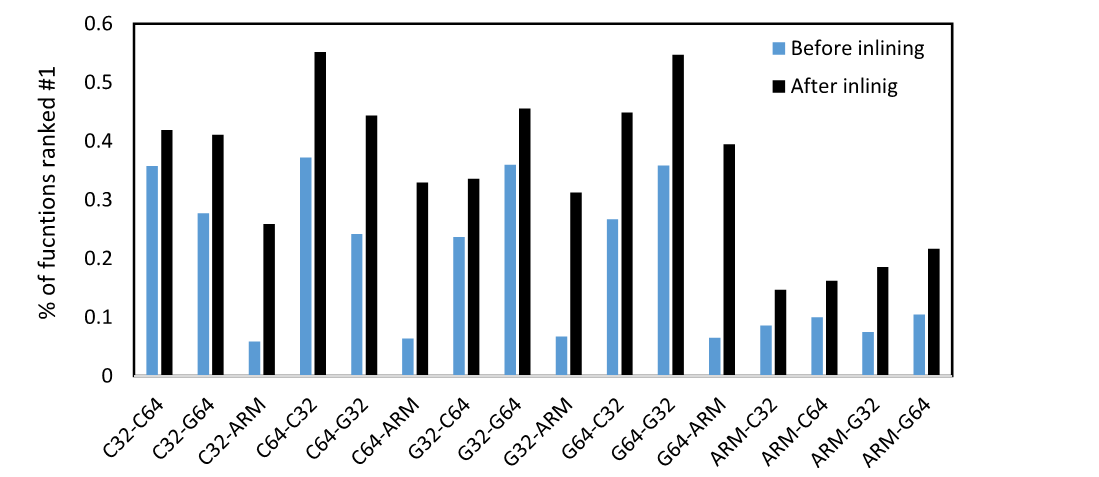 % of fucntions ranked #1
0.6
0.5
0.4
0.3
0.2
0.1
0
Before inlining
After inlinig
C32-C64
C32-G64
C32-ARM
C64-C32
C64-G32
C64-ARM
G32-C64
G32-G64
G32-ARM
G64-C32
G64-G32
G64-ARM
ARM-C32
ARM-C64
ARM-G32
ARM-G64